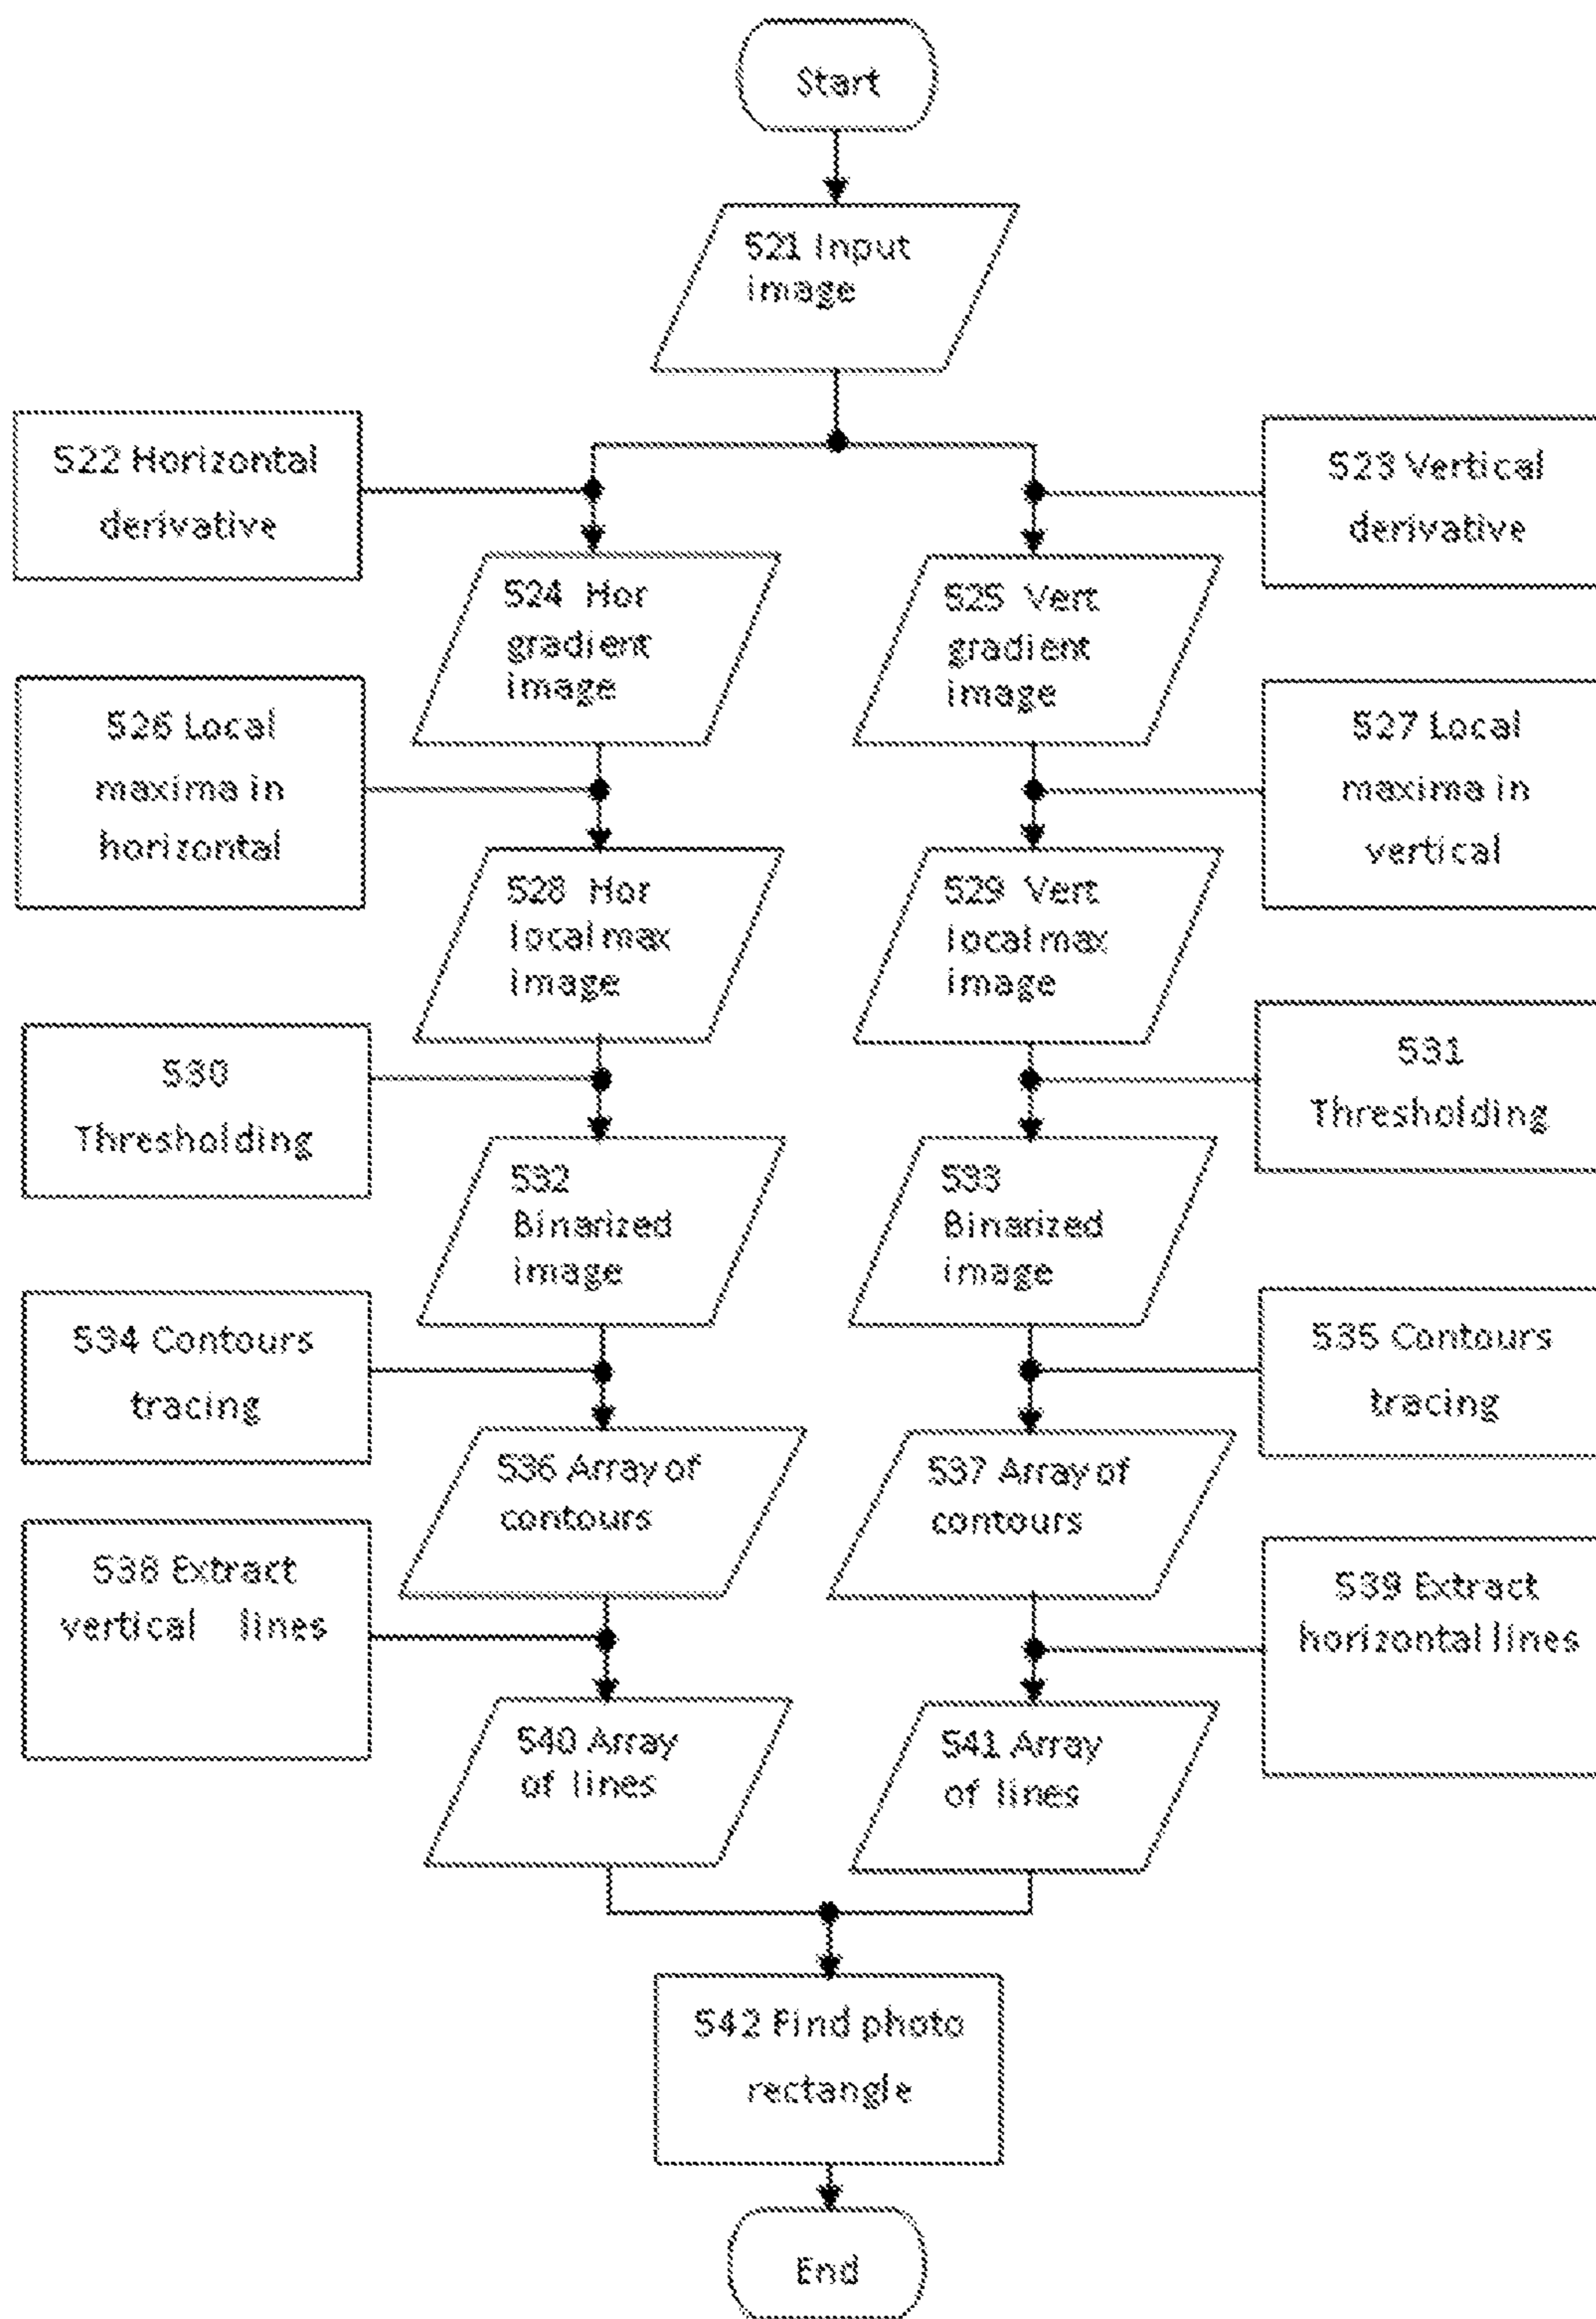 Start
521 Input
image
522 Horizontal
derivative
523 Vertical
derivative
524 Hor
gradient
image
525 Vert
gradient
image
526 Local
maxima in
horizontal
527 Local
maxima in
vertical
528 Hor
local max
image
529 Vert
local max
image
530
Thresholding
531
Thresholding
532
Binarized
image
533
Binarized
image
534 Contours
tracing
535 Contours
tracing
536 Array of
contours
537 Array of
contours
538 Extract
vertical lines
539 Extract
horizontal lines
540 Array
of lines
541 Array
of lines
542 Find photo
rectangle
End